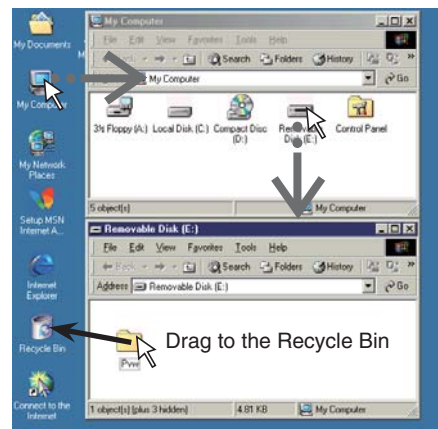 My Documents
My Computer
My Network
Places
Setup MSN
Internet A...
Internet
Explorer
Recycle Bin
Connect to the
Internet
My Computer
File Edit View Favorites Tools Help
Search Folders History
My Computer
Go
3½ Floppy (A:) Local Disk (C:) Compact Disc
(D:) Removable
Disk (E:) Control Panel
5 object(s) My Computer
Removable Disk (E:)
File Edit View Favorites Tools Help
Back Search Folders History
Address Removable Disk (E:) Go
Drag to the Recycle Bin
1 object(s) (plus 3 hidden) 4.81 KB My Computer